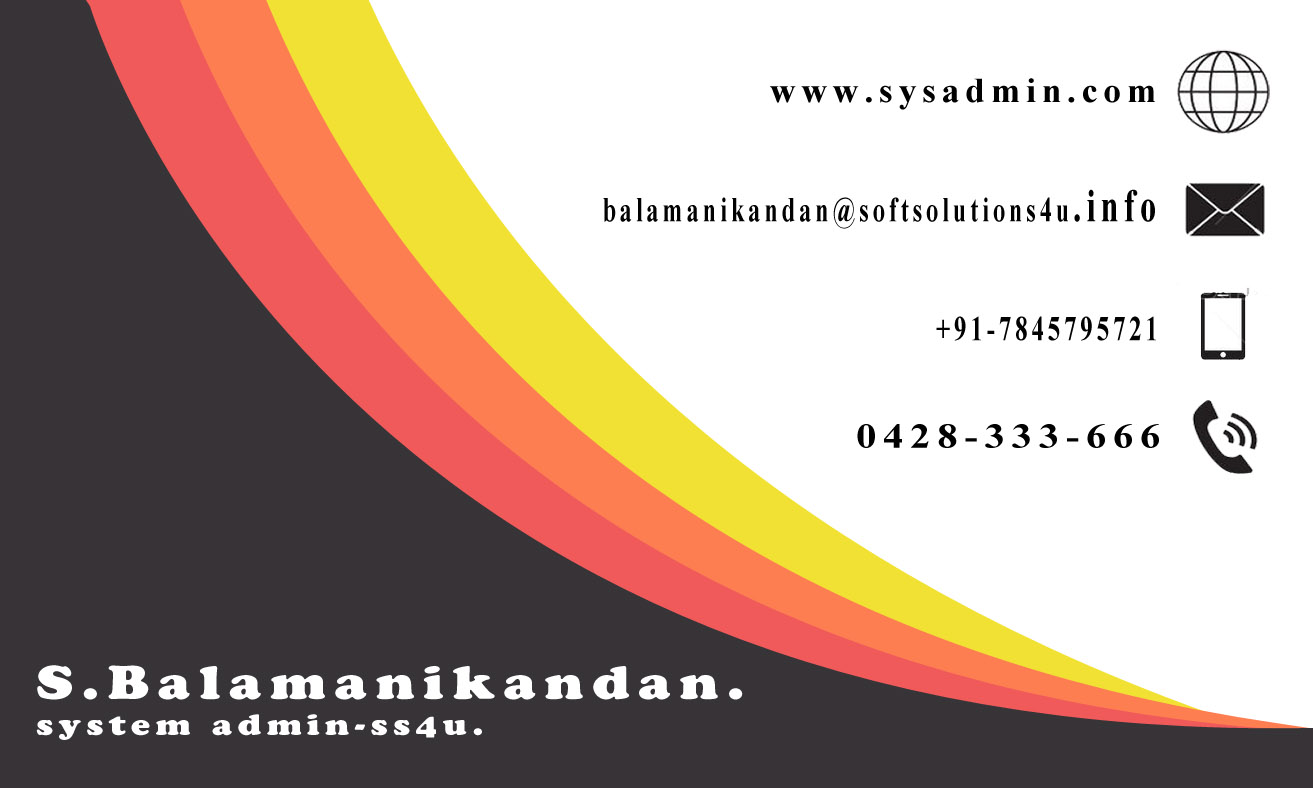 www.sysadmin.com
balamanikandan@softsolutions4u.info
+91-7845795721
0428-333-666
S.Balamanikandan.
system admin-ss4u.